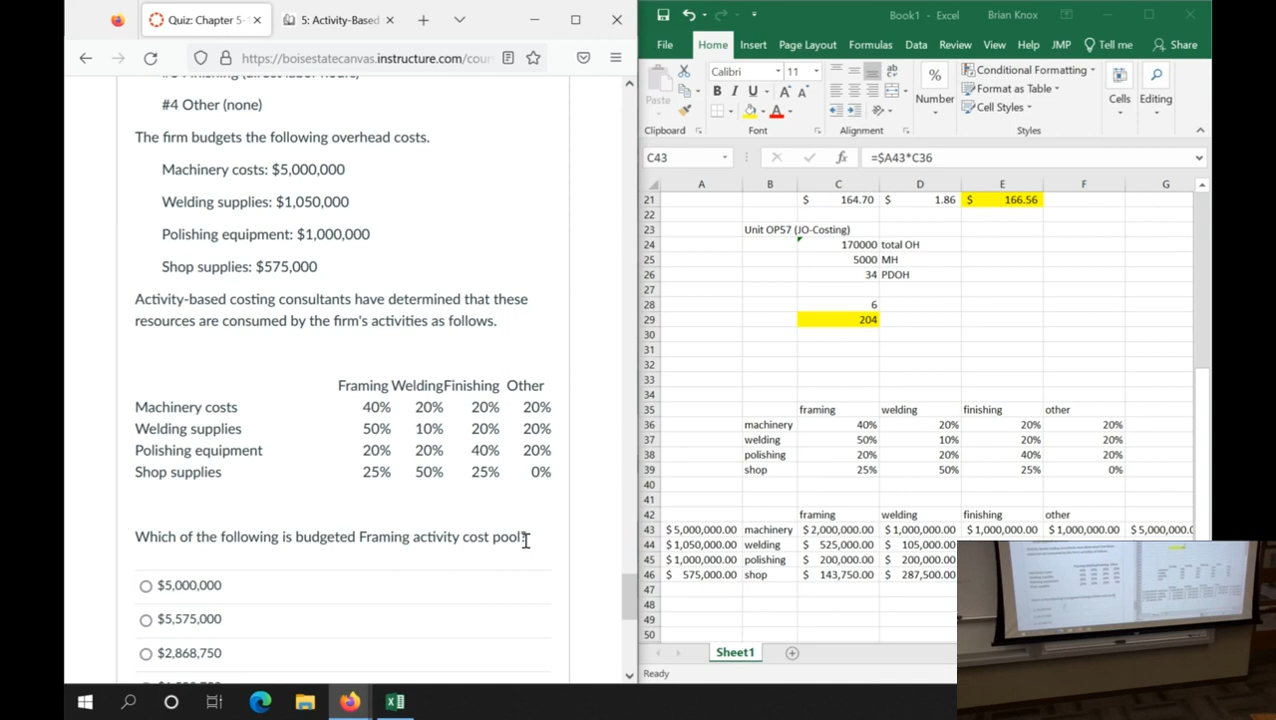 Quiz: Chapter 5-
5: Activity-Based
https://boisestatecanvas.instructure.com/cour
#4 Other (none)
The firm budgets the following overhead costs.
Machinery costs: $5,000,000
Welding supplies: $1,050,000
Polishing equipment: $1,000,000
Shop supplies: $575,000
Activity-based costing consultants have determined that these
resources are consumed by the firm's activities as follows.
Framing Welding Finishing Other
Machinery costs 40% 20% 20% 20%
Welding supplies 50% 10% 20% 20%
Polishing equipment 20% 20% 40% 20%
Shop supplies 25% 50% 25% 0%
Which of the following is budgeted Framing activity cost pool?
$5,000,000
$5,575,000
$2,868,750
Book1 - Excel Brian Knox
File Home Insert Page Layout Formulas Data Review View Help JMP Tell me Share
Paste Calibri 11 B I U A A A % Number Conditional Formatting Format as Table Cell Styles Cells Editing
Clipboard Font Alignment Styles
C43 fx =$A43*C36
A B C D E F G
21 $ 164.70 $ 1.86 $ 166.56
22
23 Unit OP57 (JO-Costing)
24 170000 total OH
25 5000 MH
26 34 PDOH
27
28 6
29 204
30
31
32
33
34
35 framing welding finishing other
36 machinery 40% 20% 20% 20%
37 welding 50% 10% 20% 20%
38 polishing 20% 20% 40% 20%
39 shop 25% 50% 25% 0%
40
41
42 framing welding finishing other
43 $5,000,000.00 machinery $2,000,000.00 $1,000,000.00 $1,000,000.00 $1,000,000.00 $5,000,000.0
44 $1,050,000.00 welding $ 525,000.00 $ 105,000.00
45 $1,000,000.00 polishing $ 200,000.00 $ 200,000.00
46 $ 575,000.00 shop $ 143,750.00 $ 287,500.00
47
48
49
50
Sheet1
Ready